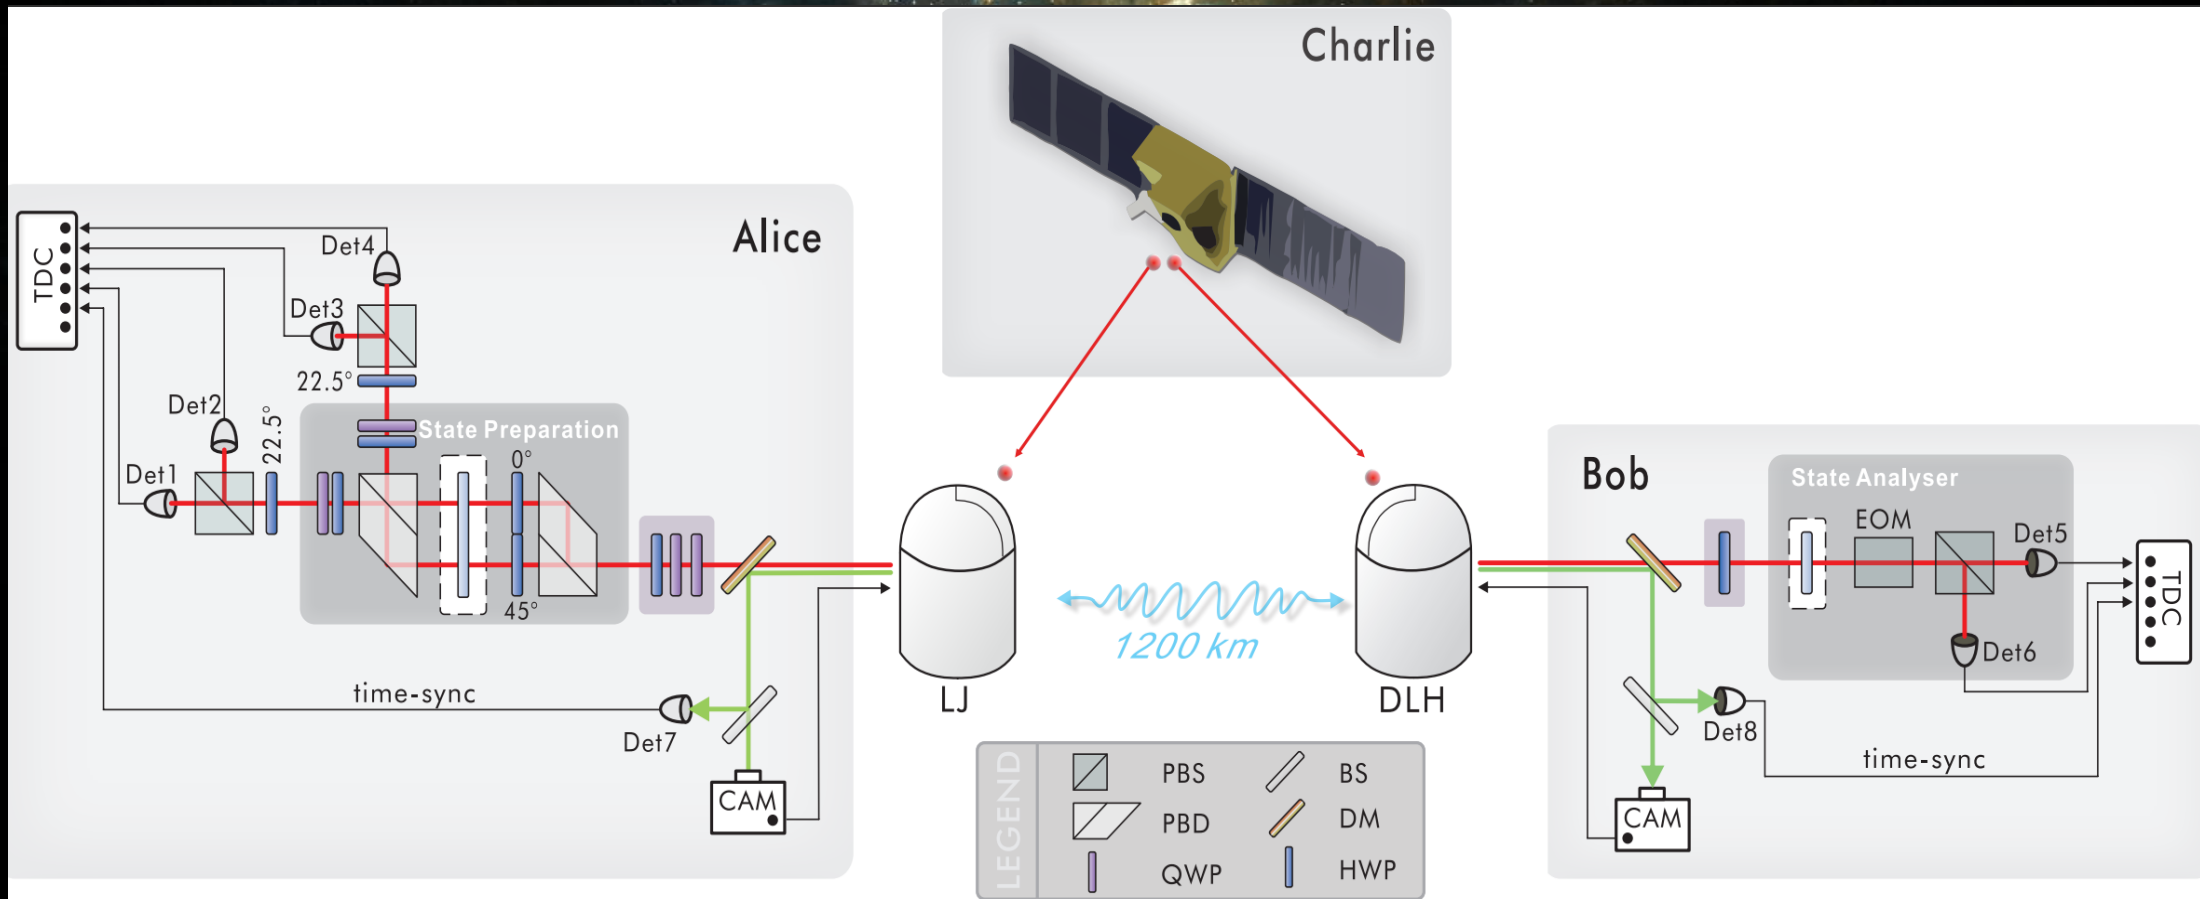 Charlie
Alice
TDC
Det4
Det3
22.5°
Det2
22.5°
Det1
State Preparation
0°
45°
time-sync
Det7
CAM
LJ
1200 km
DLH
Bob
State Analyser
EOM
Det5
Det6
TDC
Det8
time-sync
CAM
LEGEND
PBS
BS
PBD
DM
QWP
HWP